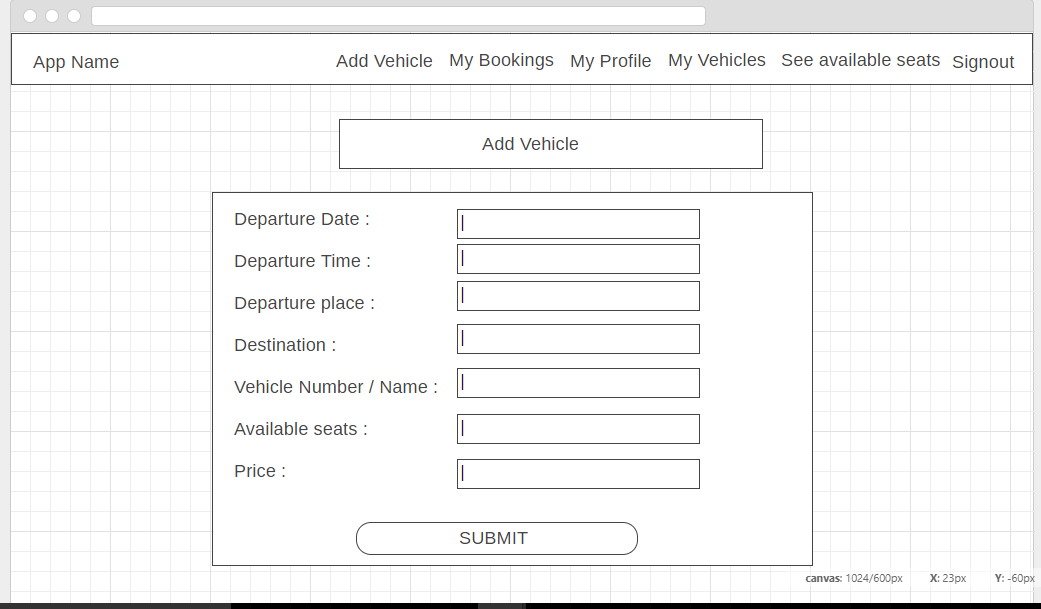 App Name Add Vehicle My Bookings My Profile My Vehicles See available seats Signout
Add Vehicle
Departure Date :
Departure Time :
Departure place :
Destination :
Vehicle Number / Name :
Available seats :
Price :
SUBMIT
canvas: 1024/600px X: 23px Y: -60px